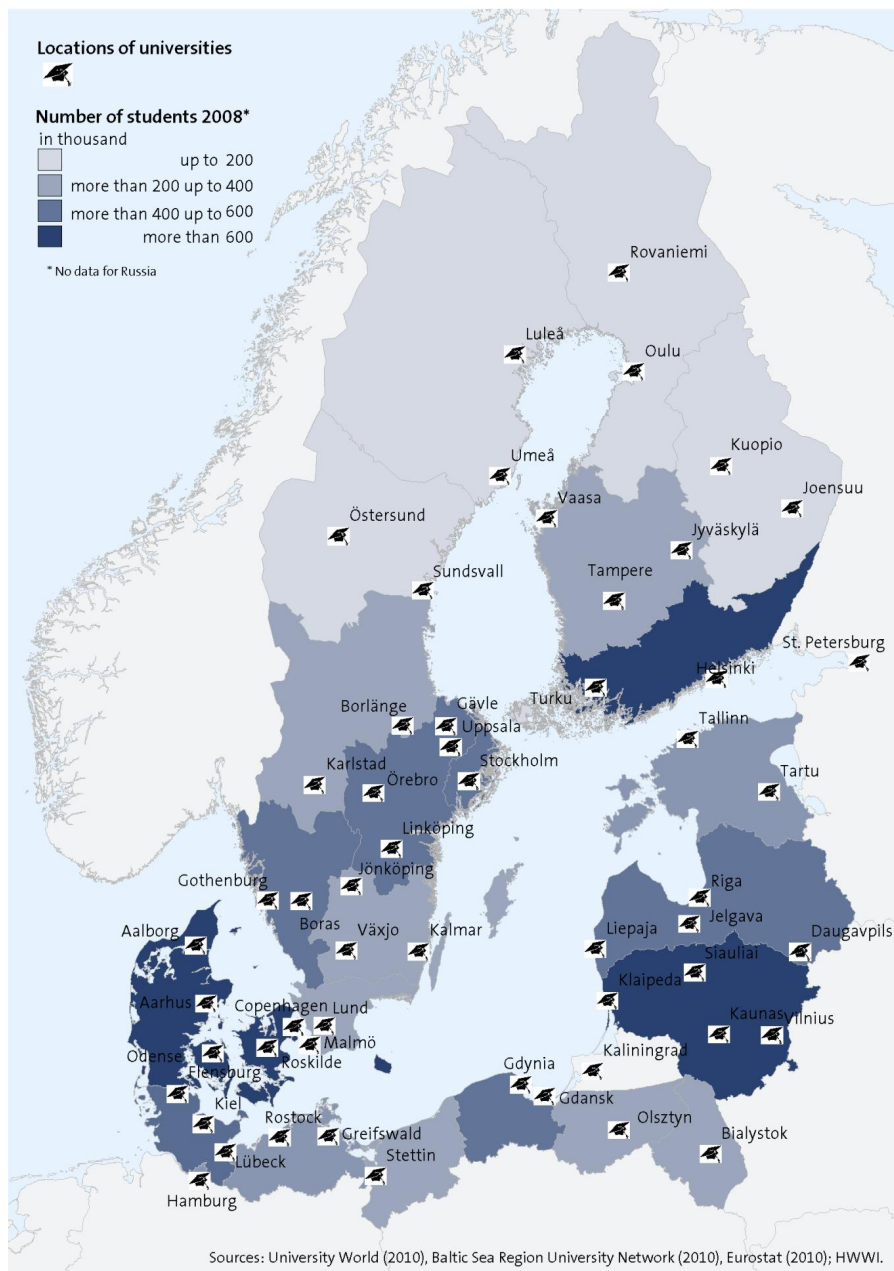 Locations of universities
Number of students 2008*
in thousand
up to 200
more than 200 up to 400
more than 400 up to 600
more than 600
* No data for Russia
Rovaniemi
Luleå
Oulu
Kuopio
Umeå
Joensuu
Vaasa
Östersund
Jyväskylä
Sundsvall
Tampere
St. Petersburg
Helsinki
Turku
Gävle
Borlänge
Uppsala
Tallinn
Stockholm
Karlstad
Örebro
Tartu
Linköping
Jönköping
Gothenburg
Riga
Boras
Jelgava
Växjo
Kalmar
Liepaja
Daugavpils
Aalborg
Siauliai
Klaipeda
Aarhus
Copenhagen
Lund
Kaunas
Vilnius
Malmö
Odense
Roskilde
Kaliningrad
Flensburg
Gdynia
Gdansk
Kiel
Rostock
Olsztyn
Greifswald
Bialystok
Lübeck
Stettin
Hamburg
Sources: University World (2010), Baltic Sea Region University Network (2010), Eurostat (2010); HWWI.